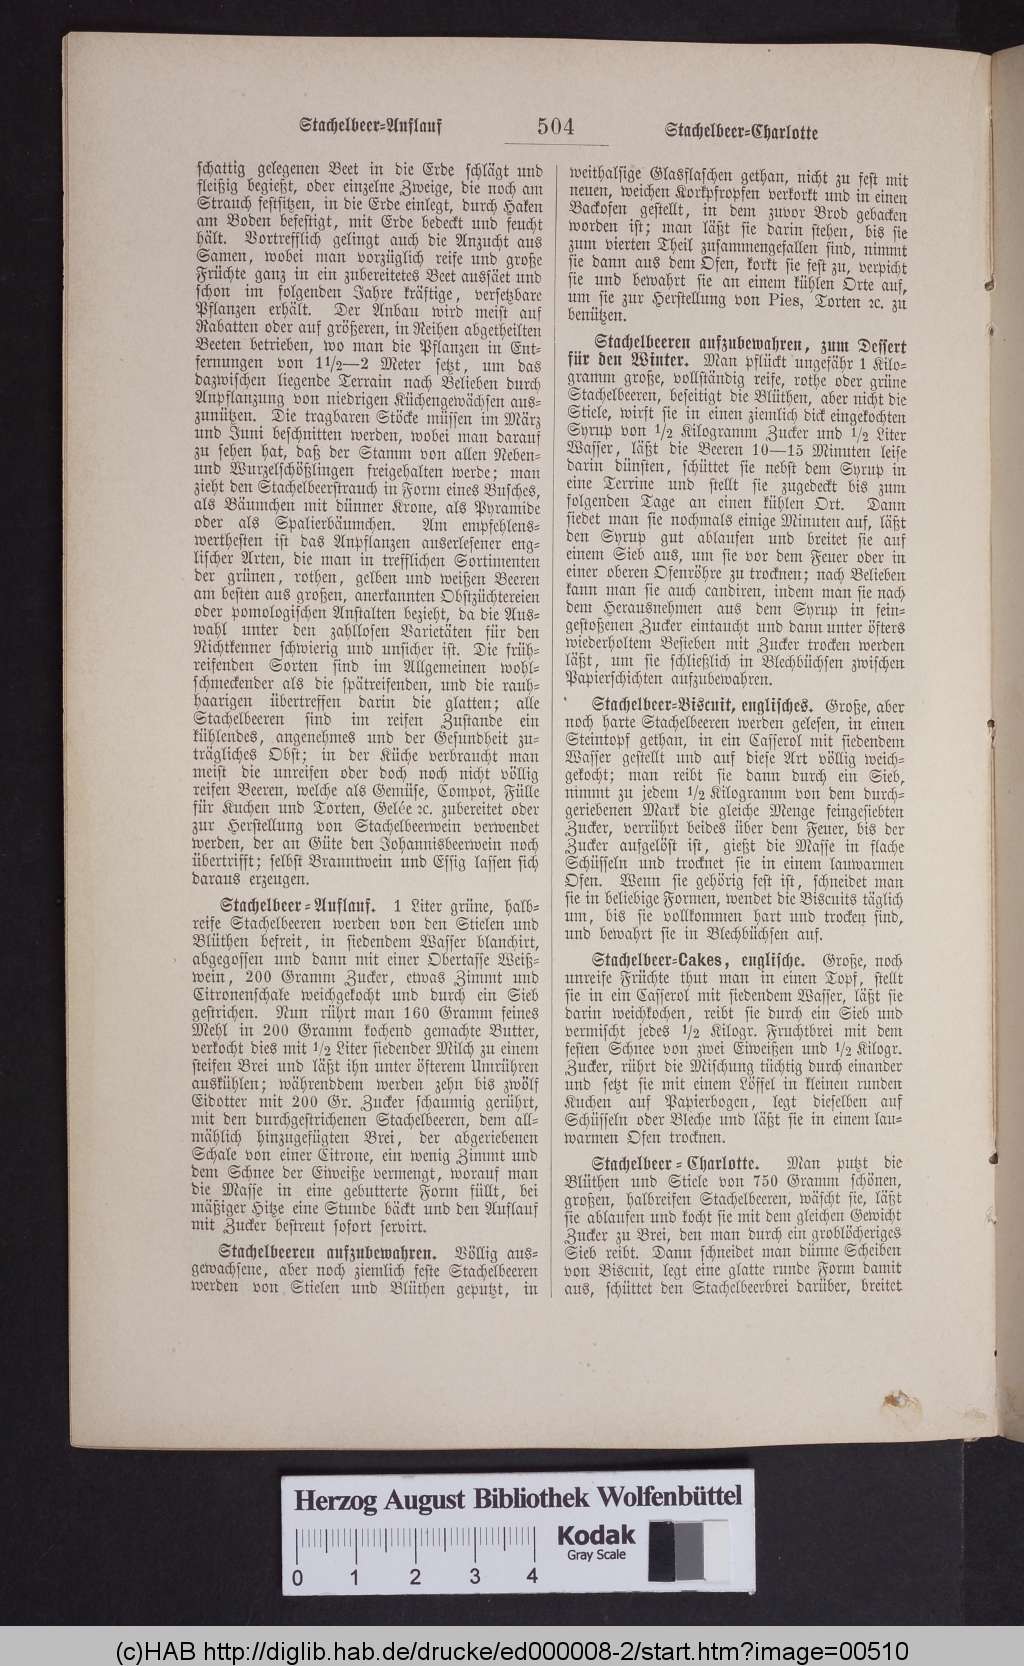 Stachelbeer-Auflauf 504 Stachelbeer-Charlotte
schattig gelegenen Beet in die Erde schlägt und
fleißig begießt, oder einzelne Zweige, die noch am
Strauch festsitzen, in die Erde einlegt, durch Haken
am Boden befestigt, mit Erde bedeckt und feucht
hält. Vortrefflich gelingt auch die Anzucht aus
Samen, wobei man vorzüglich reife und große
Früchte ganz in ein zubereitetes Beet aussäet und
schon im folgenden Jahre kräftige, versetzbare
Pflanzen erhält. Der Anbau wird meist auf
Rabatten oder auf größeren, in Reihen abgetheilten
Beeten betrieben, wo man die Pflanzen in Ent-
fernungen von 1 1/2—2 Meter setzt, um das
dazwischen liegende Terrain nach Belieben durch
Anpflanzung von niedrigen Küchengewächsen aus-
zunützen. Die tragbaren Stöcke müssen im März
und Juni beschnitten werden, wobei man darauf
zu sehen hat, daß der Stamm von allen Neben-
und Wurzelschößlingen freigehalten werde; man
zieht den Stachelbeerstrauch in Form eines Busches,
als Bäumchen mit dünner Krone, als Pyramide
oder als Spalierbäumchen. Am empfehlens-
werthesten ist das Anpflanzen auserlesener eng-
lischer Arten, die man in trefflichen Sortimenten
der grünen, rothen, gelben und weißen Beeren
am besten aus großen, anerkannten Obstzüchtereien
oder pomologischen Anstalten bezieht, da die Aus-
wahl unter den zahllosen Varietäten für den
Nichtkenner schwierig und unsicher ist. Die früh-
reifenden Sorten sind im Allgemeinen wohl-
schmeckender als die spätreifenden, und die rauh-
haarigen übertreffen darin die glatten; alle
Stachelbeeren sind im reifen Zustande ein
kühlendes, angenehmes und der Gesundheit zu-
trägliches Obst; in der Küche verbraucht man
meist die unreifen oder doch noch nicht völlig
reifen Beeren, welche als Gemüse, Compot, Fülle
für Kuchen und Torten, Gelée ꝛc. zubereitet oder
zur Herstellung von Stachelbeerwein verwendet
werden, der an Güte den Johannisbeerwein noch
übertrifft; selbst Branntwein und Essig lassen sich
daraus erzeugen.
Stachelbeer-Auflauf. 1 Liter grüne, halb-
reife Stachelbeeren werden von den Stielen und
Blüthen befreit, in siedendem Wasser blanchirt,
abgegossen und dann mit einer Obertasse Weiß-
wein, 200 Gramm Zucker, etwas Zimmt und
Citronenschale weichgekocht und durch ein Sieb
gestrichen. Nun rührt man 160 Gramm feines
Mehl in 200 Gramm kochend gemachte Butter,
verkocht dies mit 1/2 Liter siedender Milch zu einem
steifen Brei und läßt ihn unter öfterem Umrühren
auskühlen; währenddem werden zehn bis zwölf
Eidotter mit 200 Gr. Zucker schaumig gerührt,
mit den durchgestrichenen Stachelbeeren, dem all-
mählich hinzugefügten Brei, der abgeriebenen
Schale von einer Citrone, ein wenig Zimmt und
dem Schnee der Eiweiße vermengt, worauf man
die Masse in eine gebutterte Form füllt, bei
mäßiger Hitze eine Stunde bäckt und den Auflauf
mit Zucker bestreut sofort servirt.
Stachelbeeren aufzubewahren. Völlig aus-
gewachsene, aber noch ziemlich feste Stachelbeeren
werden von Stielen und Blüthen geputzt, in
weithalsige Glasflaschen gethan, nicht zu fest mit
neuen, weichen Korkpfropfen verkorkt und in einen
Backofen gestellt, in dem zuvor Brod gebacken
worden ist; man läßt sie darin stehen, bis sie
zum vierten Theil zusammengefallen sind, nimmt
sie dann aus dem Ofen, korkt sie fest zu, verpicht
sie und bewahrt sie an einem kühlen Orte auf,
um sie zur Herstellung von Pies, Torten ꝛc. zu
benützen.
Stachelbeeren aufzubewahren, zum Dessert
für den Winter. Man pflückt ungefähr 1 Kilo-
gramm große, vollständig reife, rothe oder grüne
Stachelbeeren, beseitigt die Blüthen, aber nicht die
Stiele, wirft sie in einen ziemlich dick eingekochten
Syrup von 1/2 Kilogramm Zucker und 1/2 Liter
Wasser, läßt die Beeren 10—15 Minuten leise
darin dünsten, schüttet sie nebst dem Syrup in
eine Terrine und stellt sie zugedeckt bis zum
folgenden Tage an einen kühlen Ort. Dann
siedet man sie nochmals einige Minuten auf, läßt
den Syrup gut ablaufen und breitet sie auf
einem Sieb aus, um sie vor dem Feuer oder in
einer oberen Ofenröhre zu trocknen; nach Belieben
kann man sie auch candiren, indem man sie nach
dem Herausnehmen aus dem Syrup in fein-
gestoßenen Zucker eintaucht und dann unter öfters
wiederholtem Besieben mit Zucker trocken werden
läßt, um sie schließlich in Blechbüchsen zwischen
Papierschichten aufzubewahren.
Stachelbeer-Biscuit, englisches. Große, aber
noch harte Stachelbeeren werden gelesen, in einen
Steintopf gethan, in ein Casserol mit siedendem
Wasser gestellt und auf diese Art völlig weich-
gekocht; man reibt sie dann durch ein Sieb,
nimmt zu jedem 1/2 Kilogramm von dem durch-
geriebenen Mark die gleiche Menge feingesiebten
Zucker, verrührt beides über dem Feuer, bis der
Zucker aufgelöst ist, gießt die Masse in flache
Schüsseln und trocknet sie in einem lauwarmen
Ofen. Wenn sie gehörig fest ist, schneidet man
sie in beliebige Formen, wendet die Biscuits täglich
um, bis sie vollkommen hart und trocken sind,
und bewahrt sie in Blechbüchsen auf.
Stachelbeer-Cakes, englische. Große, noch
unreife Früchte thut man in einen Topf, stellt
sie in ein Casserol mit siedendem Wasser, läßt sie
darin weichkochen, reibt sie durch ein Sieb und
vermischt jedes 1/2 Kilogr. Fruchtbrei mit dem
festen Schnee von zwei Eiweißen und 1/2 Kilogr.
Zucker, rührt die Mischung tüchtig durch einander
und setzt sie mit einem Löffel in kleinen runden
Kuchen auf Papierbogen, legt dieselben auf
Schüsseln oder Bleche und läßt sie in einem lau-
warmen Ofen trocknen.
Stachelbeer-Charlotte. Man putzt die
Blüthen und Stiele von 750 Gramm schönen,
großen, halbreifen Stachelbeeren, wäscht sie, läßt
sie ablaufen und kocht sie mit dem gleichen Gewicht
Zucker zu Brei, den man durch ein groblöcheriges
Sieb reibt. Dann schneidet man dünne Scheiben
von Biscuit, legt eine glatte runde Form damit
aus, schüttet den Stachelbeerbrei darüber, breitet
Herzog August Bibliothek Wolfenbüttel
Kodak
Gray Scale
0 1 2 3 4
(c)HAB http://diglib.hab.de/drucke/ed000008-2/start.htm?image=00510